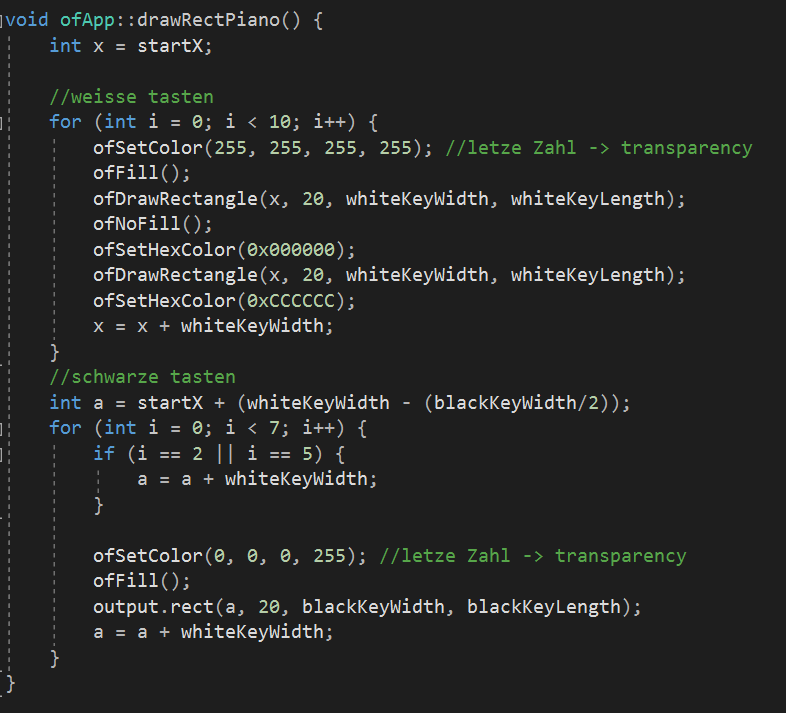 void ofApp::drawRectPiano() {
    int x = startX;

    //weisse tasten
    for (int i = 0; i < 10; i++) {
        ofSetColor(255, 255, 255, 255); //letze Zahl -> transparency
        ofFill();
        ofDrawRectangle(x, 20, whiteKeyWidth, whiteKeyLength);
        ofNoFill();
        ofSetHexColor(0x000000);
        ofDrawRectangle(x, 20, whiteKeyWidth, whiteKeyLength);
        ofSetHexColor(0xCCCCCC);
        x = x + whiteKeyWidth;
    }
    //schwarze tasten
    int a = startX + (whiteKeyWidth - (blackKeyWidth/2));
    for (int i = 0; i < 7; i++) {
        if (i == 2 || i == 5) {
            a = a + whiteKeyWidth;
        }

        ofSetColor(0, 0, 0, 255); //letze Zahl -> transparency
        ofFill();
        output.rect(a, 20, blackKeyWidth, blackKeyLength);
        a = a + whiteKeyWidth;
    }
}